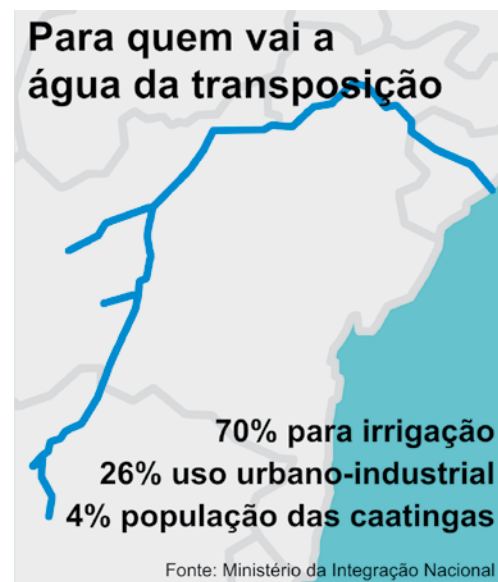 Para quem vai a
água da transposição
70% para irrigação
26% uso urbano-industrial
4% população das caatingas
Fonte: Ministério da Integração Nacional